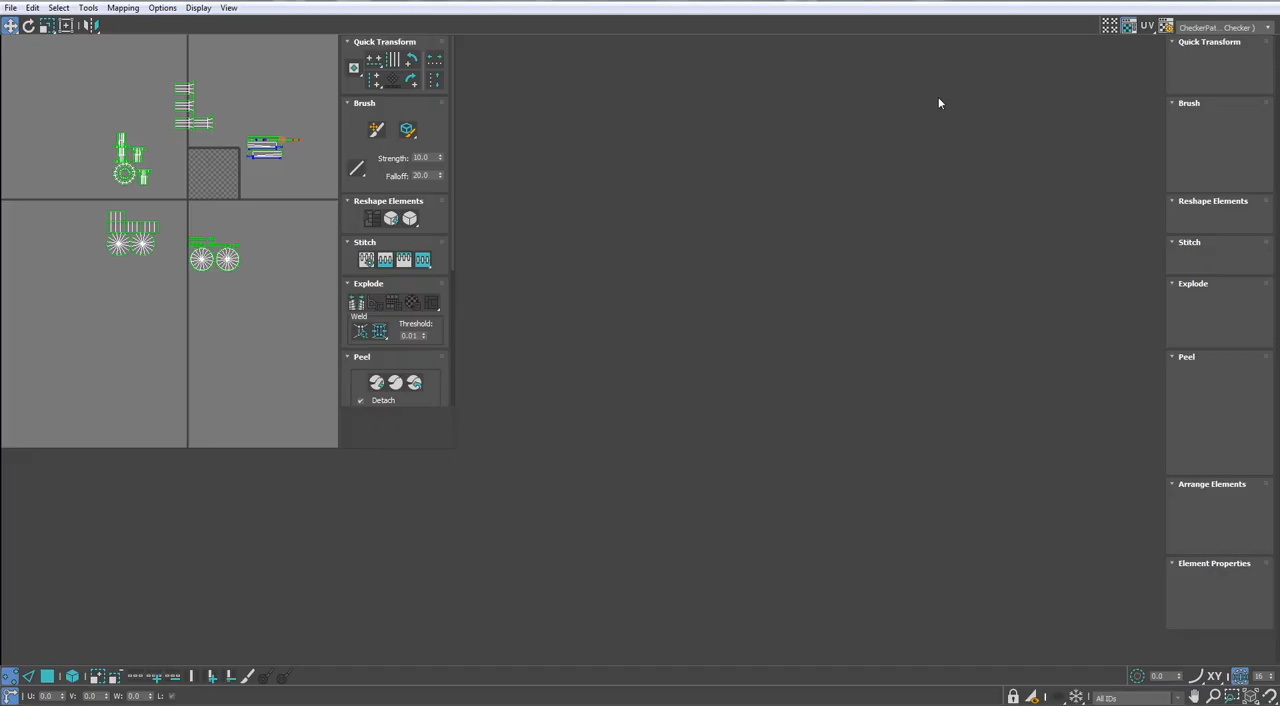 File Edit Select Tools Mapping Options Display View
UV CheckerPat... Checker )
Quick Transform
Quick Transform
Brush
Brush
Strength: 10.0
Falloff: 20.0
Reshape Elements
Reshape Elements
Stitch
Stitch
Explode
Explode
Weld
Threshold:
0.01
Peel
Peel
Detach
Arrange Elements
Element Properties
0.0 XY 16
U: 0.0 V: 0.0 W: 0.0 L: All IDs